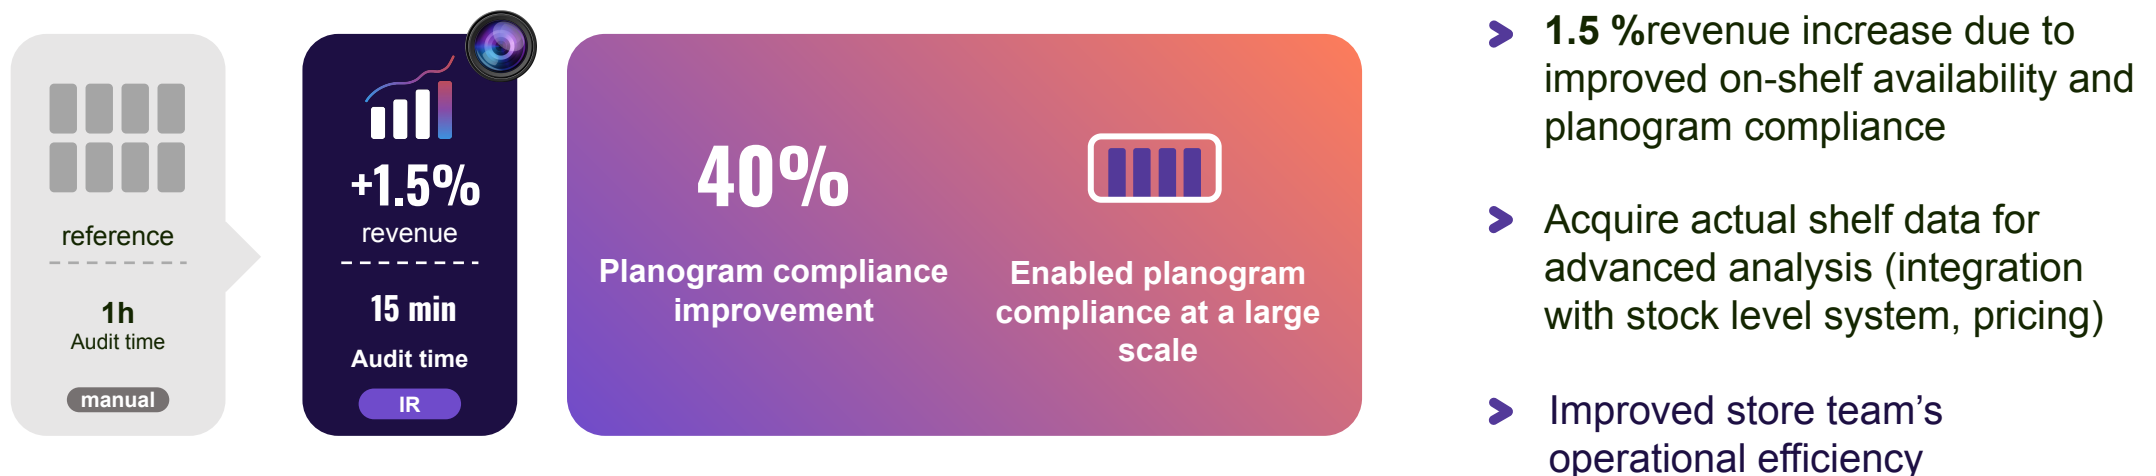 reference
1h
Audit time
manual
+1.5%
revenue
15 min
Audit time
IR
40%
Planogram compliance
improvement
Enabled planogram
compliance at a large
scale
1.5 %revenue increase due to
improved on-shelf availability and
planogram compliance
Acquire actual shelf data for
advanced analysis (integration
with stock level system, pricing)
Improved store team’s
operational efficiency